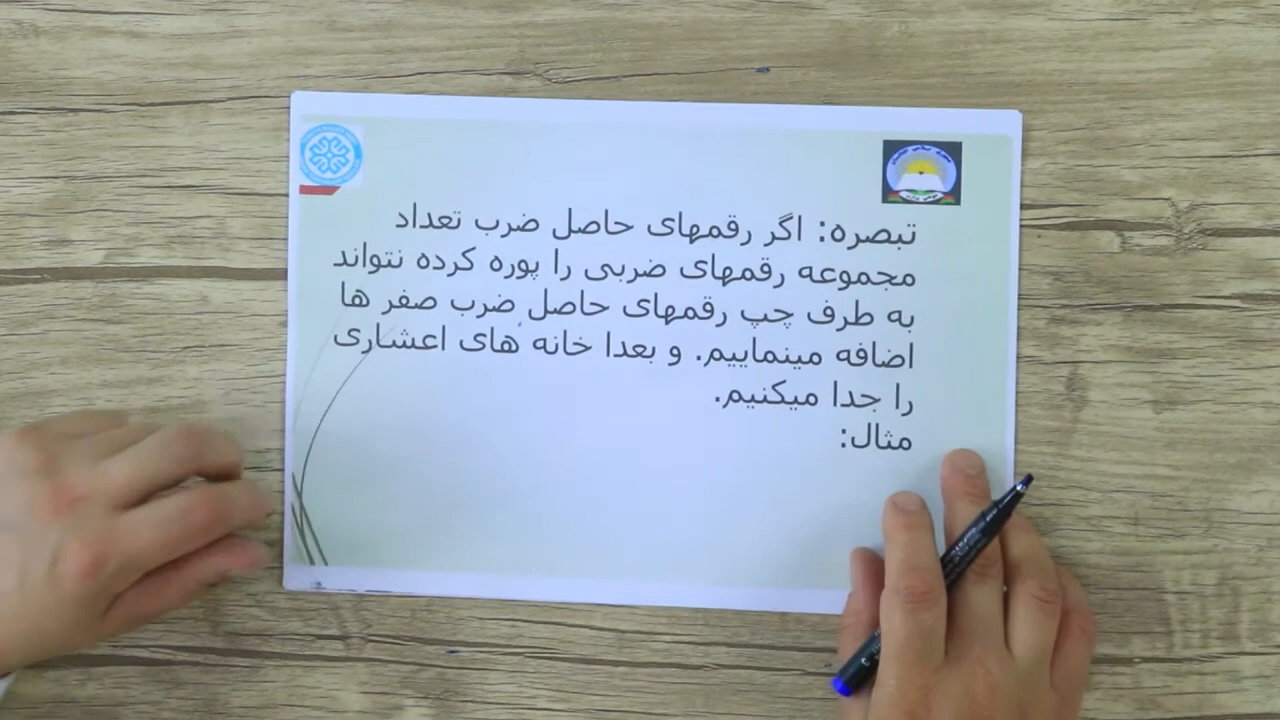 تبصره: اگر رقمهای حاصل ضرب تعداد
مجموعه رقمهای ضربی را پوره کرده نتواند
به طرف چپ رقمهای حاصل ضرب صفر ها
اضافه مینماییم. و بعدا خانه های اعشاری
را جدا میکنیم.
مثال: